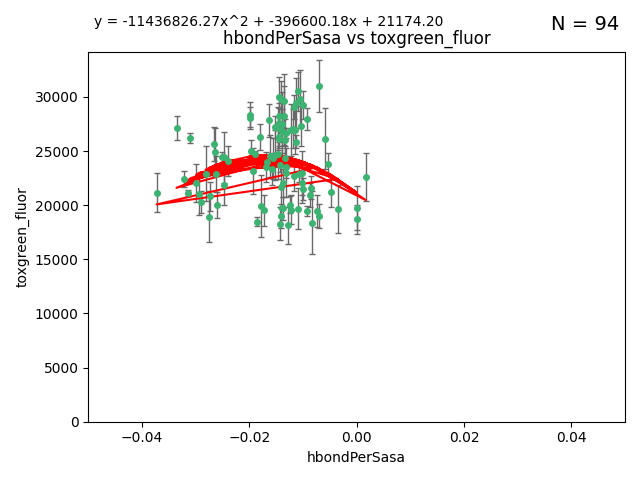 y = -11436826.27x^2 + -396600.18x + 21174.20
N = 94
hbondPerSasa vs toxgreen_fluor
toxgreen_fluor
30000
25000
20000
15000
10000
5000
0
−0.04
−0.02
0.00
0.02
0.04
hbondPerSasa